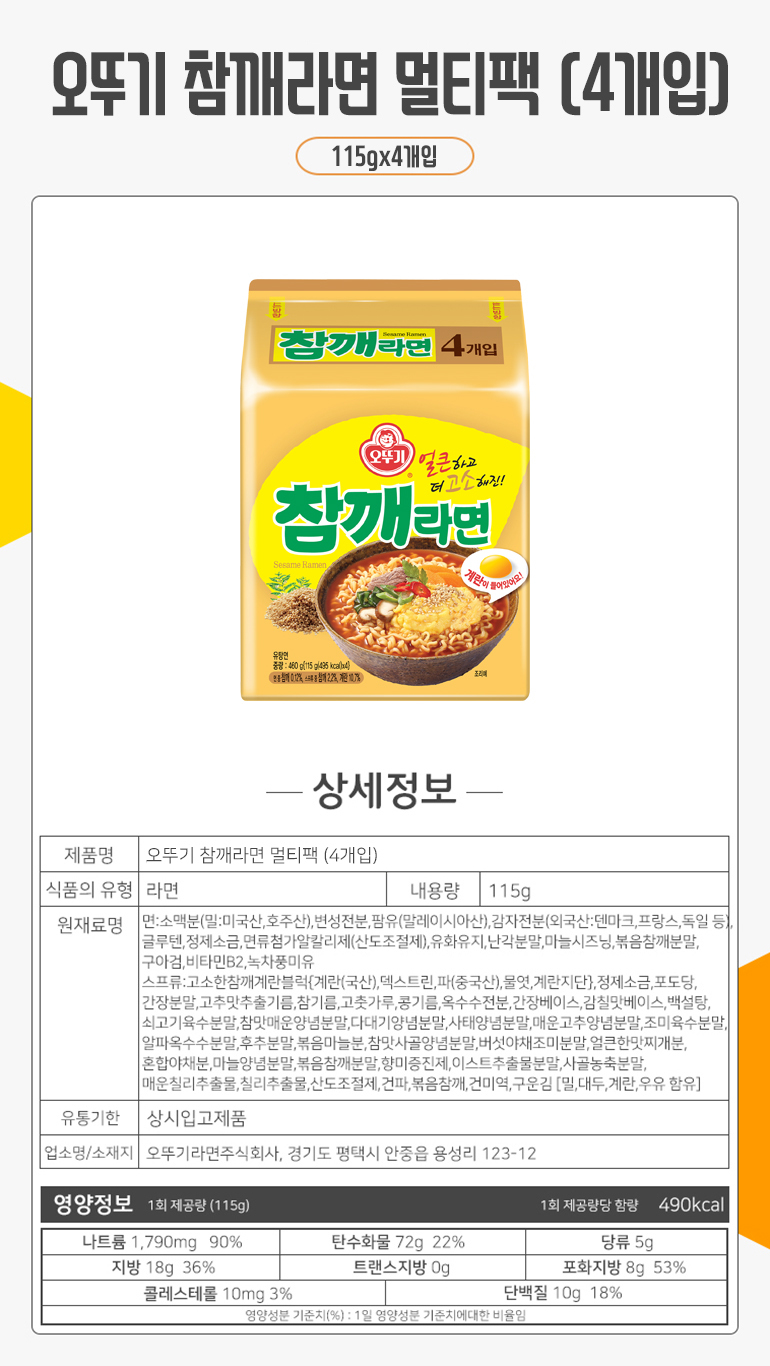 오뚜기 참깨라면 멀티팩 (4개입)
115gx4개입
Sesame Ramen
참깨라면 4개입
오뚜기
얼큰하고
더 고소해진!
참깨라면
Sesame Ramen
계란이 들어있어요!
유탕면
중량 : 460 g(115 g(495 kcal)x4)
조리예
상세정보
제품명 오뚜기 참깨라면 멀티팩 (4개입)
식품의 유형 라면 내용량 115g
원재료명 면:소맥분(밀:미국산,호주산),변성전분,팜유(말레이시아산),감자전분(외국산:덴마크,프랑스,독일 등),
글루텐,정제소금,면류첨가알칼리제(산도조절제),유화유지,난각분말,마늘시즈닝,볶음참깨분말,
구아검,비타민B2,녹차풍미유
스프류:고소한참깨계란블럭{계란(국산),덱스트린,파(중국산),물엿,계란지단},정제소금,포도당,
간장분말,고추맛추출기름,참기름,고춧가루,콩기름,옥수수전분,간장베이스,감칠맛베이스,백설탕,
쇠고기육수분말,참맛매운양념분말,다대기양념분말,사태양념분말,매운고추양념분말,조미육수분말,
알파옥수수분말,후추분말,볶음마늘분,참맛사골양념분말,버섯야채조미분말,얼큰한맛찌개분,
혼합야채분,마늘양념분말,볶음참깨분말,향미증진제,이스트추출물분말,사골농축분말,
매운칠리추출물,칠리추출물,산도조절제,건파,볶음참깨,건미역,구운김 [밀,대두,계란,우유 함유]
유통기한 상시입고제품
업소명/소재지 오뚜기라면주식회사, 경기도 평택시 안중읍 용성리 123-12
영양정보 1회 제공량 (115g) 1회 제공량당 함량 490kcal
나트륨 1,790mg 90% 탄수화물 72g 22% 당류 5g
지방 18g 36% 트랜스지방 0g 포화지방 8g 53%
콜레스테롤 10mg 3% 단백질 10g 18%
영양성분 기준치(%) : 1일 영양성분 기준치에대한 비율임